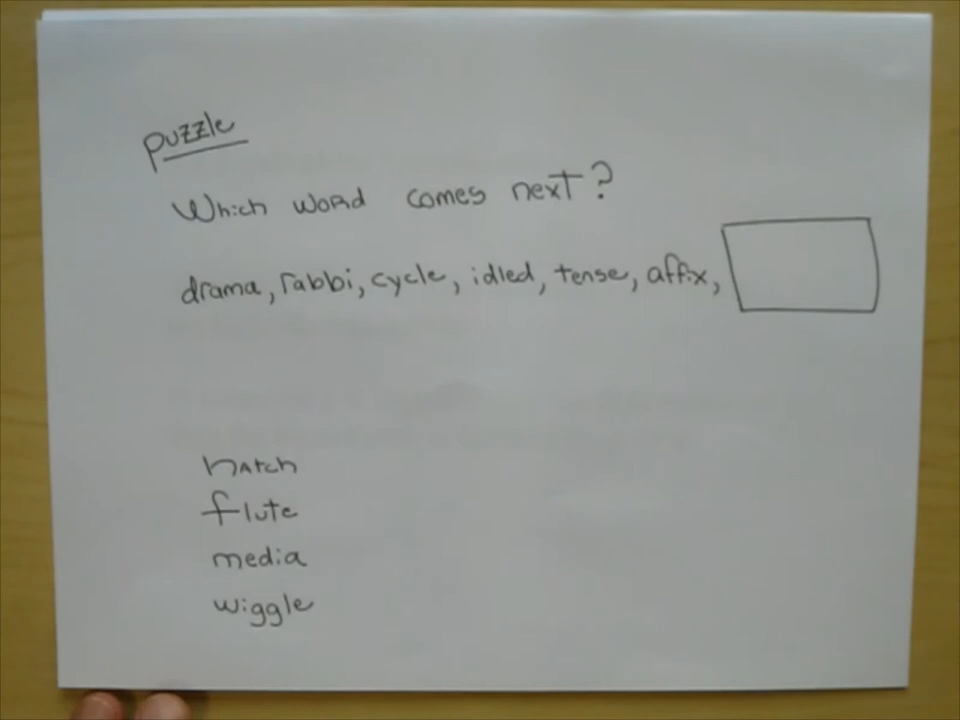 puzzle
Which word comes next?
drama, rabbi, cycle, idled, tense, affix,
hatch
flute
media
wiggle